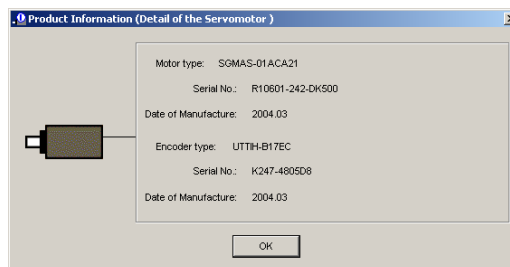 Product Information (Detail of the Servomotor )
Motor type: SGMAS-01ACA21
Serial No.: R10601-242-DK500
Date of Manufacture: 2004.03
Encoder type: UTTIH-B17EC
Serial No.: K247-4805D8
Date of Manufacture: 2004.03
OK